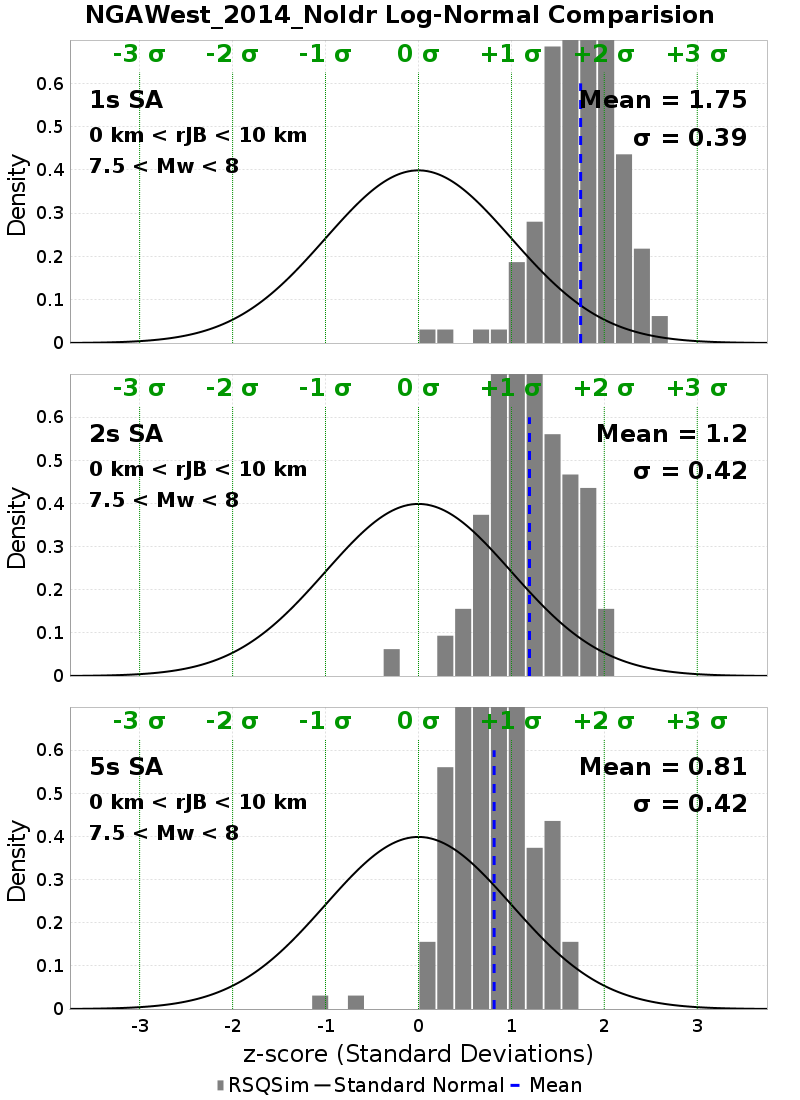 NGAWest_2014_NoIdr Log-Normal Comparision
-3 σ -2 σ -1 σ 0 σ +1 σ +2 σ +3 σ
1s SA
Mean = 1.75
0 km < rJB < 10 km
σ = 0.39
7.5 < Mw < 8
0.6
0.5
0.4
0.3
0.2
0.1
0
Density
-3 σ -2 σ -1 σ 0 σ +1 σ +2 σ +3 σ
2s SA
Mean = 1.2
0 km < rJB < 10 km
σ = 0.42
7.5 < Mw < 8
0.6
0.5
0.4
0.3
0.2
0.1
0
Density
-3 σ -2 σ -1 σ 0 σ +1 σ +2 σ +3 σ
5s SA
Mean = 0.81
0 km < rJB < 10 km
σ = 0.42
7.5 < Mw < 8
0.6
0.5
0.4
0.3
0.2
0.1
0
Density
-3 -2 -1 0 1 2 3
z-score (Standard Deviations)
RSQSim Standard Normal Mean